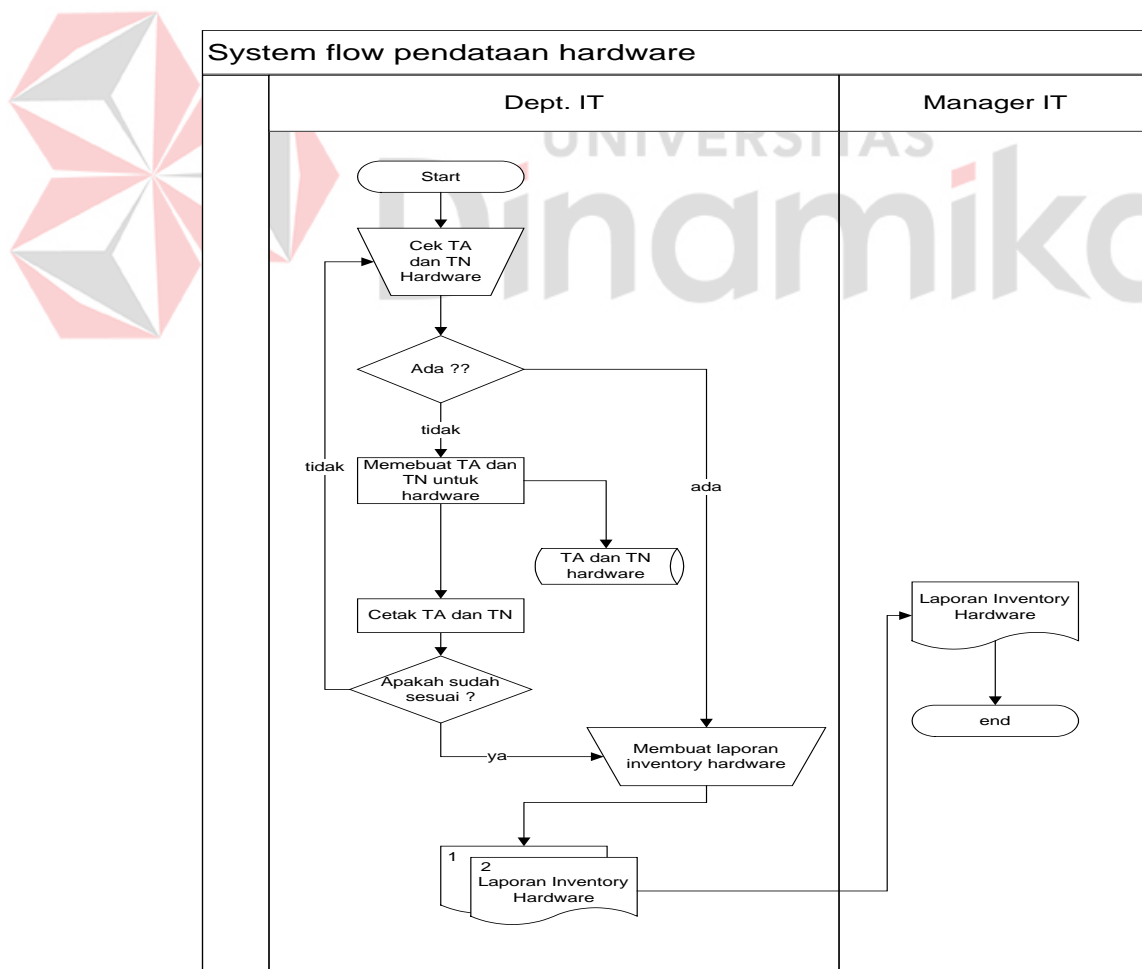 System flow pendataan hardware
Dept. IT
Manager IT
UNIVERSITAS
Dinamika
Start
Cek TA
dan TN
Hardware
Ada ??
tidak
tidak
Memebuat TA dan
TN untuk
hardware
ada
TA dan TN
hardware
Cetak TA dan TN
Laporan Inventory
Hardware
Apakah sudah
sesuai ?
end
ya
Membuat laporan
inventory hardware
1
2
Laporan Inventory
Hardware